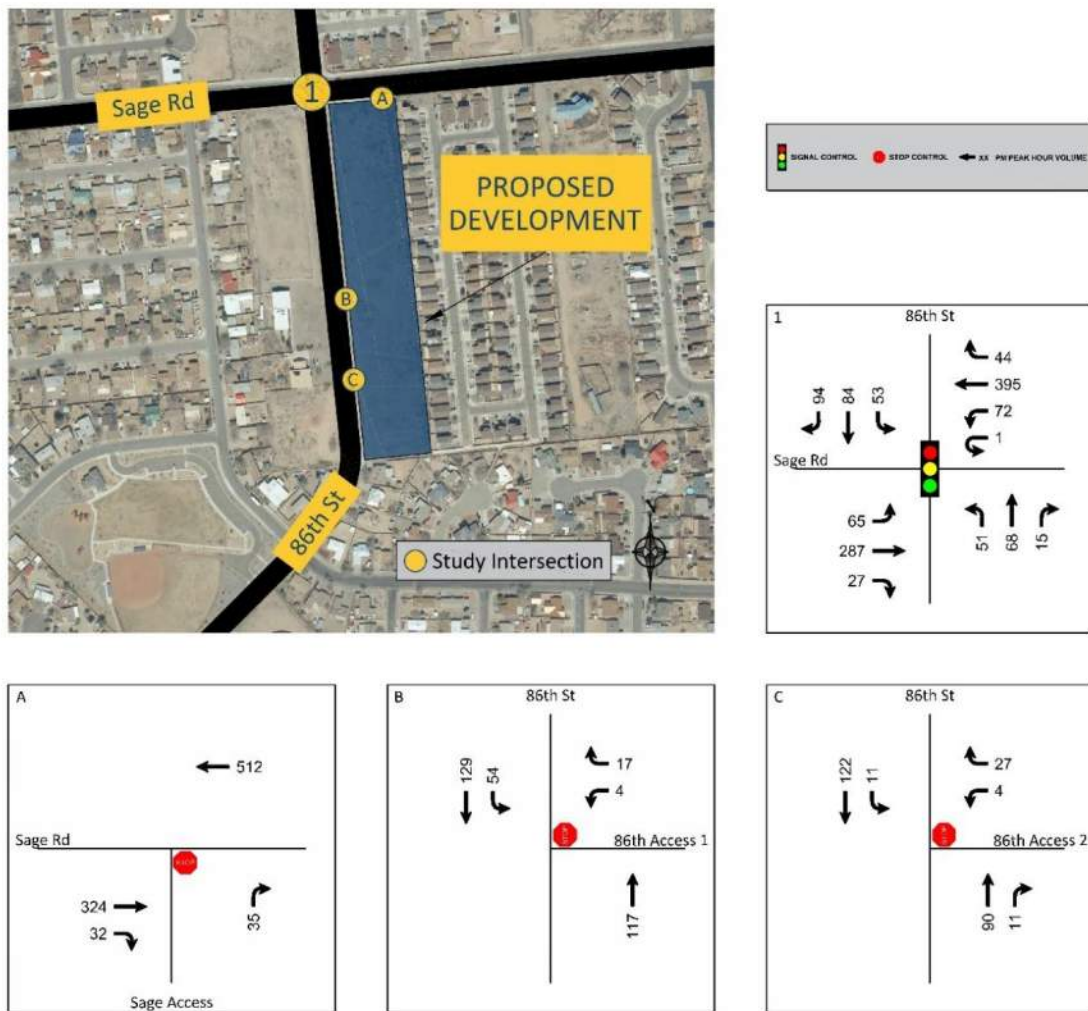 Sage Rd
1
A
PROPOSED
DEVELOPMENT
B
C
86th St
Study Intersection
SIGNAL CONTROL
STOP CONTROL
XX PM PEAK HOUR VOLUME
1
86th St
44
395
72
1
94
84
53
Sage Rd
65
287
27
51
68
15
A
512
Sage Rd
STOP
324
32
35
Sage Access
B
86th St
129
54
17
4
STOP
86th Access 1
117
C
86th St
122
11
27
4
STOP
86th Access 2
90
11